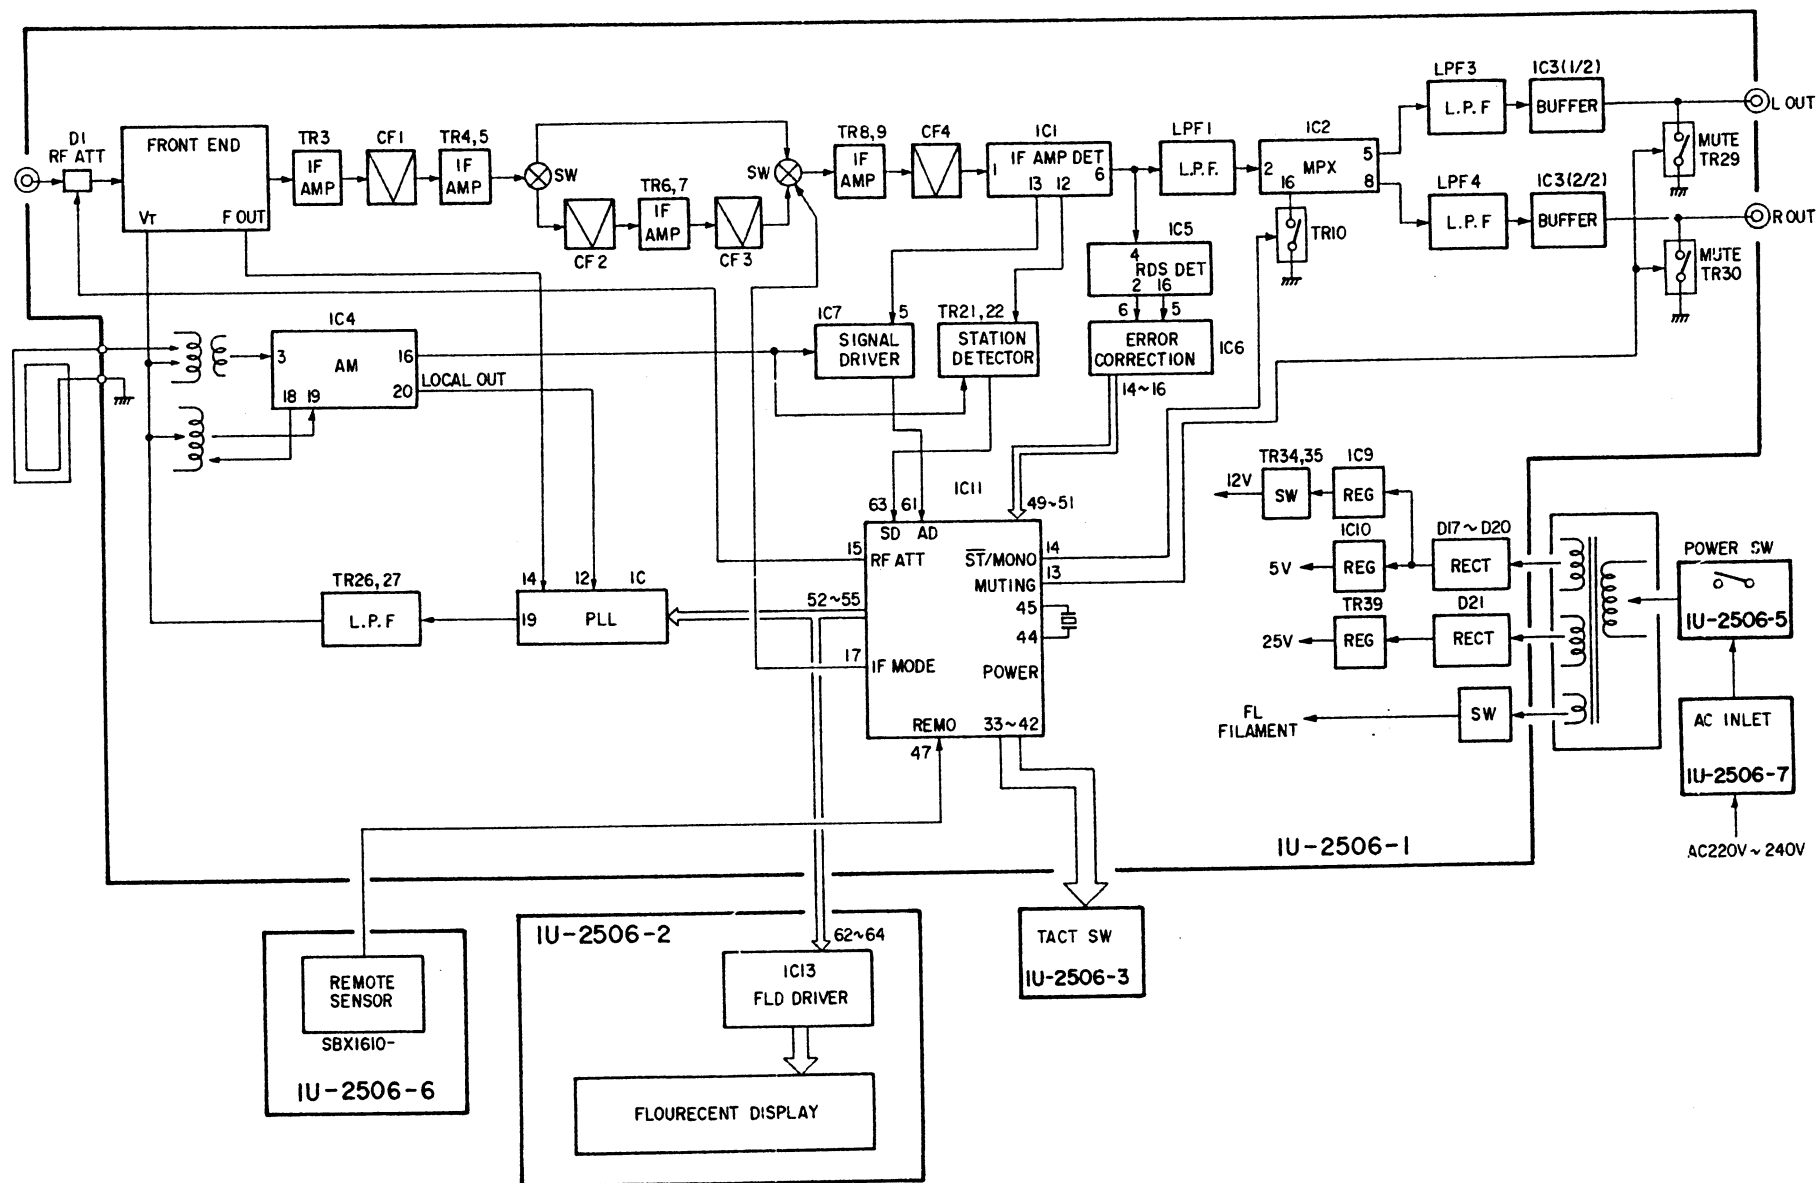 D1
RF ATT
FRONT END
VT
F OUT
TR3
IF
AMP
CF1
TR4,5
IF
AMP
SW
CF2
TR6,7
IF
AMP
CF3
SW
TR8,9
IF
AMP
CF4
IC1
IF AMP DET
1
13
12
6
LPF1
L.P.F.
IC2
2
MPX
5
8
16
LPF3
L.P.F
IC3(1/2)
BUFFER
L OUT
MUTE
TR29
LPF4
L.P.F
IC3(2/2)
BUFFER
R OUT
MUTE
TR30
TR10
IC5
4
RDS DET
2
16
6
5
ERROR
CORRECTION
IC6
14~16
IC4
3
AM
16
20
18
19
LOCAL OUT
IC7
5
SIGNAL
DRIVER
TR21,22
STATION
DETECTOR
IC11
63
61
49~51
SD
AD
15
RF ATT
S̅T̅/MONO
14
MUTING
13
52~55
45
44
17
IF MODE
POWER
REMO
33~42
47
TR26,27
L.P.F
14
12
IC
19
PLL
TR34,35
IC9
12V
SW
REG
IC10
D17~D20
5V
REG
RECT
TR39
D21
25V
REG
RECT
FL
FILAMENT
SW
POWER SW
1U-2506-5
AC INLET
1U-2506-7
AC220V~240V
1U-2506-1
REMOTE
SENSOR
SBX1610-
1U-2506-6
1U-2506-2
62~64
IC13
FLD DRIVER
FLOURECENT DISPLAY
TACT SW
1U-2506-3